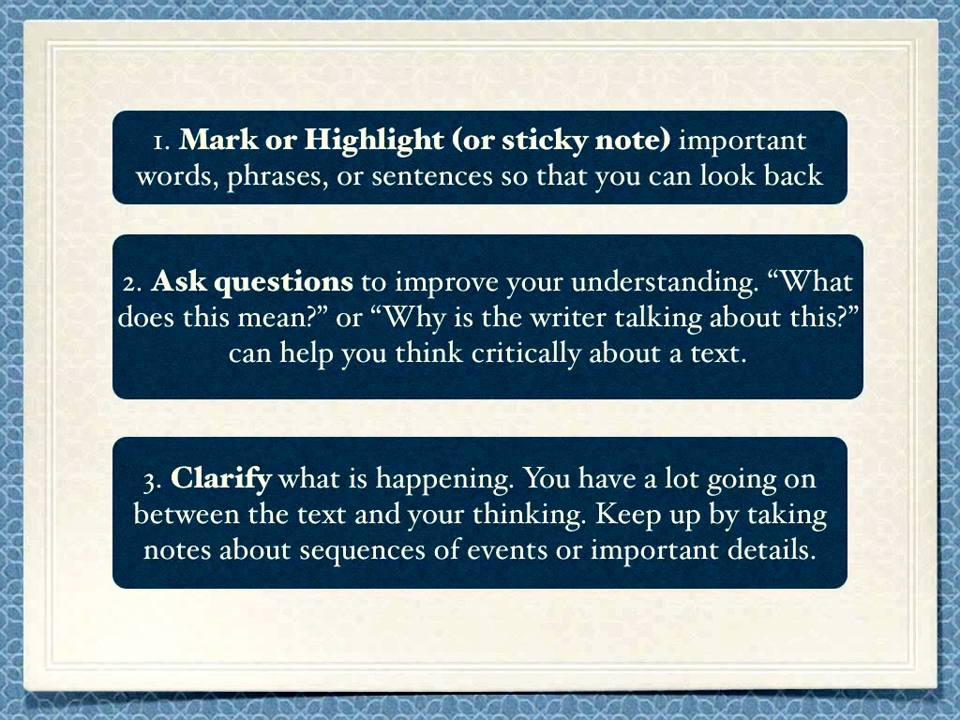 1. Mark or Highlight (or sticky note) important
words, phrases, or sentences so that you can look back
2. Ask questions to improve your understanding. “What
does this mean?” or “Why is the writer talking about this?”
can help you think critically about a text.
3. Clarify what is happening. You have a lot going on
between the text and your thinking. Keep up by taking
notes about sequences of events or important details.